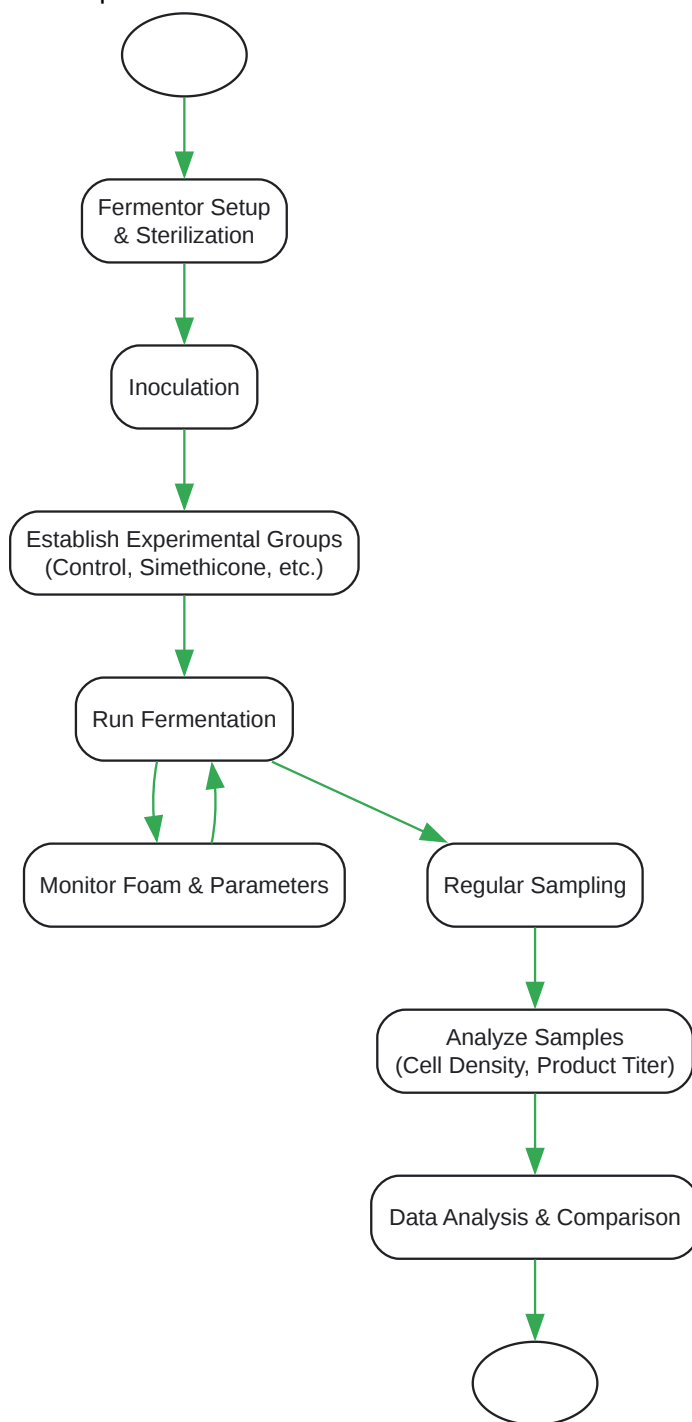 Fermentor Setup
& Sterilization
Inoculation
Establish Experimental Groups
(Control, Simethicone, etc.)
Run Fermentation
Monitor Foam & Parameters
Regular Sampling
Analyze Samples
(Cell Density, Product Titer)
Data Analysis & Comparison